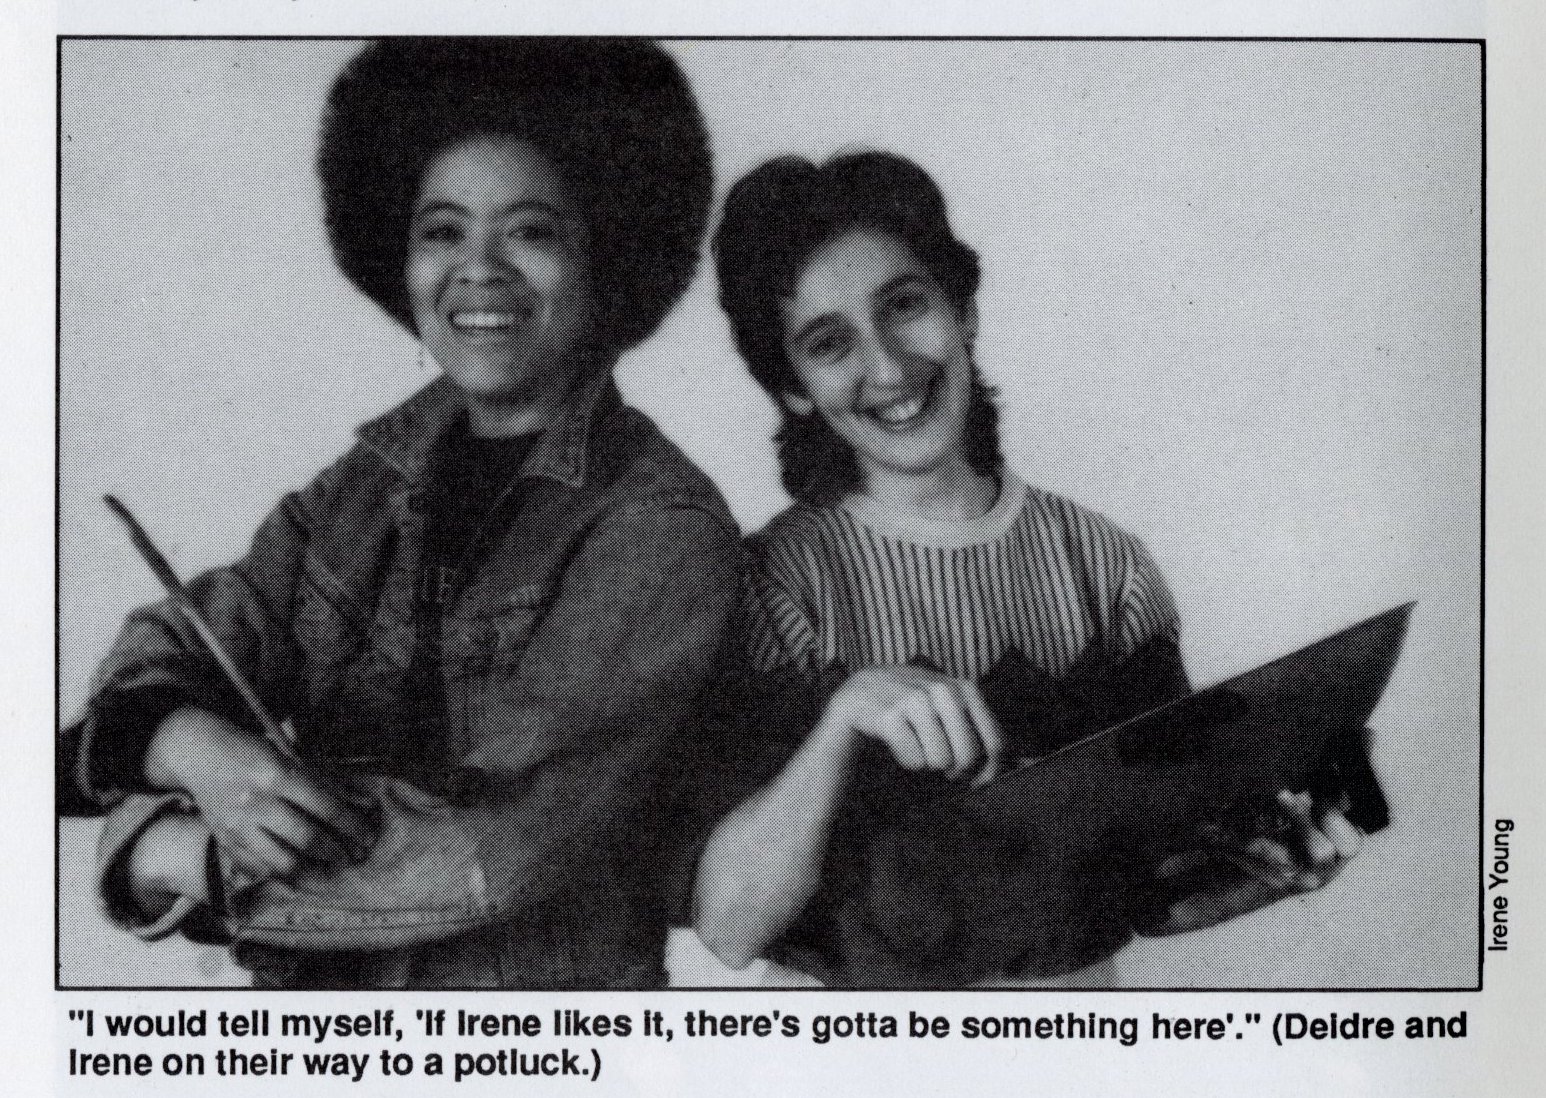 Irene Young
"I would tell myself, 'If Irene likes it, there's gotta be something here'." (Deidre and
Irene on their way to a potluck.)